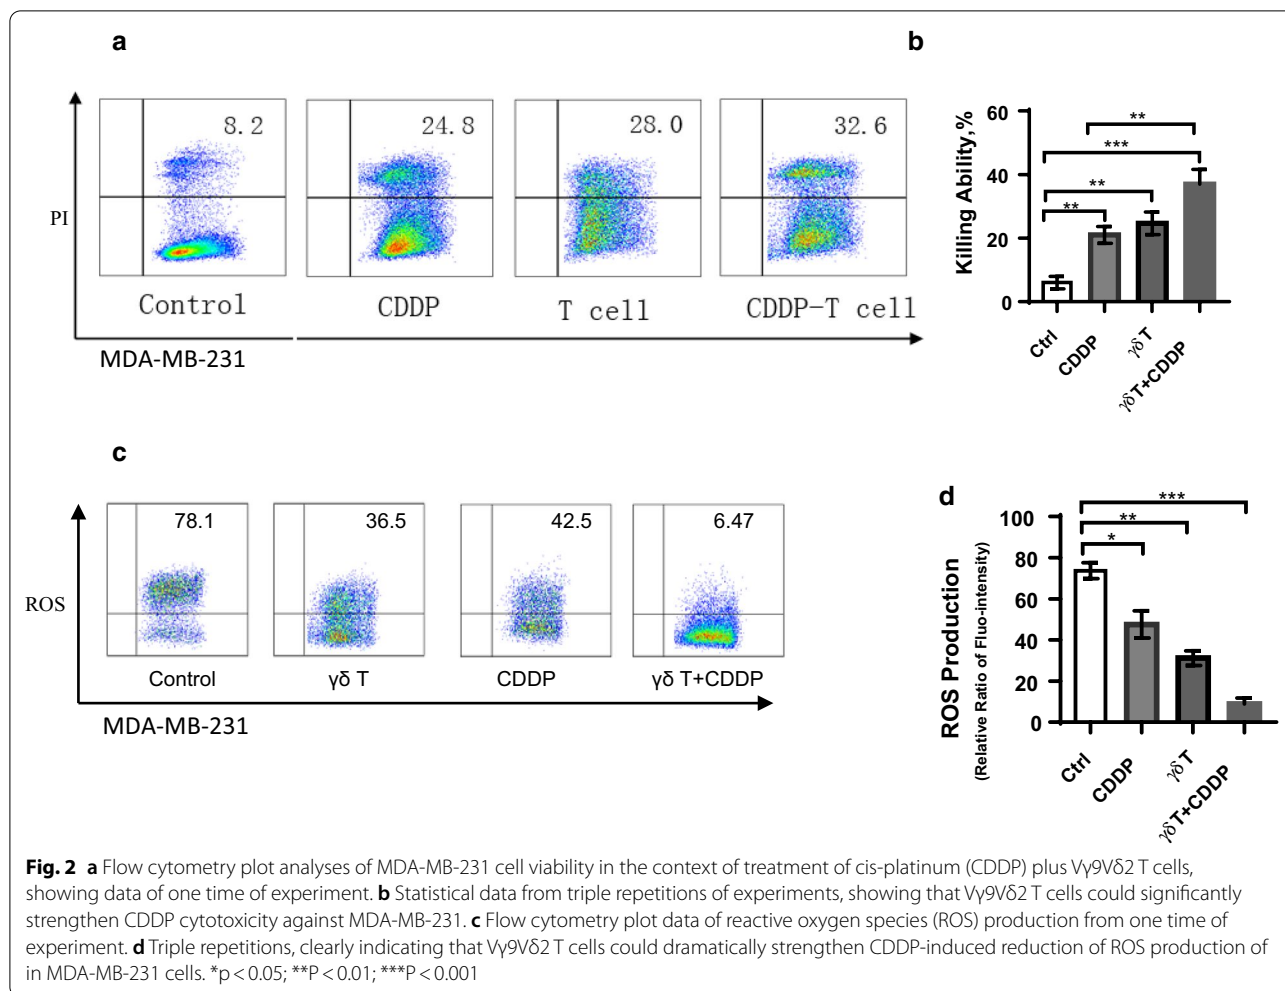 a
8.2
24.8
28.0
32.6
PI
Control
CDDP
T cell
CDDP-T cell
MDA-MB-231
b
Killing Ability,%
60
40
20
0
**
***
**
**
Ctrl
CDDP
γδ T
γδ T+CDDP
c
78.1
36.5
42.5
6.47
ROS
Control
γδ T
CDDP
γδ T+CDDP
MDA-MB-231
d
ROS Production
(Relative Ratio of Fluo-intensity)
100
80
60
40
20
0
***
**
*
Ctrl
CDDP
γδ T
γδ T+CDDP
Fig. 2 a Flow cytometry plot analyses of MDA-MB-231 cell viability in the context of treatment of cis-platinum (CDDP) plus Vγ9Vδ2 T cells,
showing data of one time of experiment. b Statistical data from triple repetitions of experiments, showing that Vγ9Vδ2 T cells could significantly
strengthen CDDP cytotoxicity against MDA-MB-231. c Flow cytometry plot data of reactive oxygen species (ROS) production from one time of
experiment. d Triple repetitions, clearly indicating that Vγ9Vδ2 T cells could dramatically strengthen CDDP-induced reduction of ROS production of
in MDA-MB-231 cells. *p < 0.05; **P < 0.01; ***P < 0.001